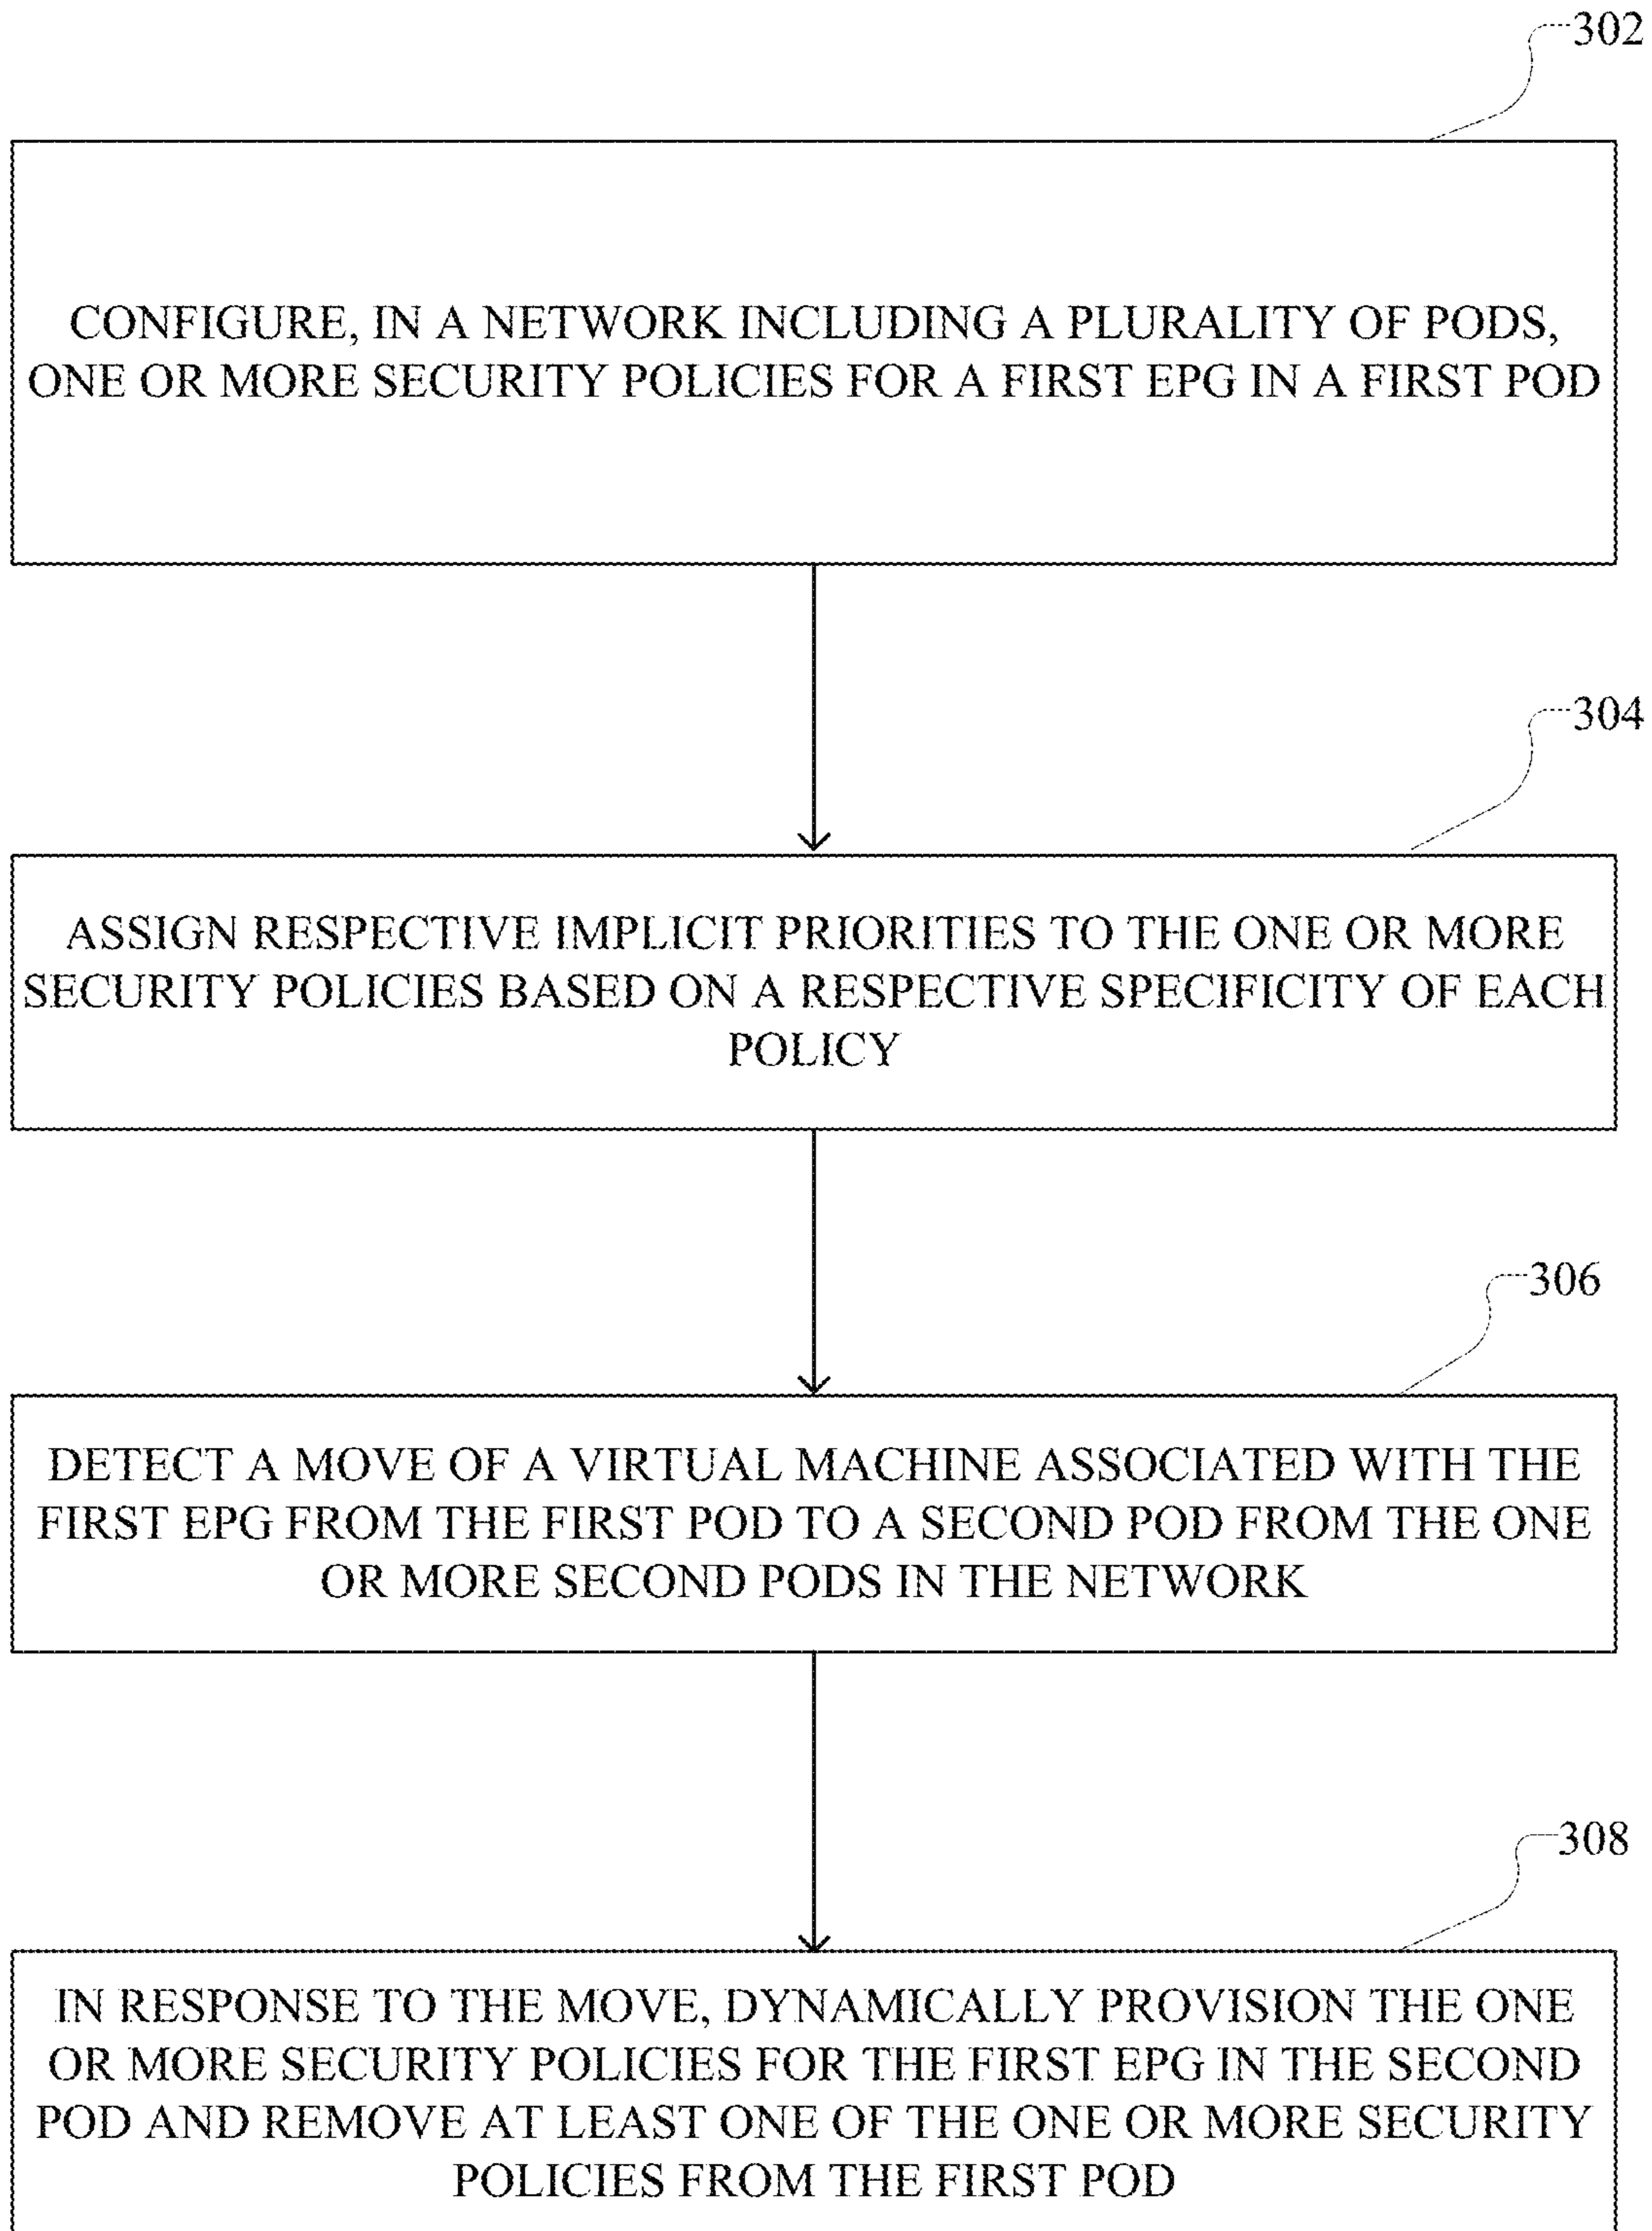 302
CONFIGURE, IN A NETWORK INCLUDING A PLURALITY OF PODS,
ONE OR MORE SECURITY POLICIES FOR A FIRST EPG IN A FIRST POD
304
ASSIGN RESPECTIVE IMPLICIT PRIORITIES TO THE ONE OR MORE
SECURITY POLICIES BASED ON A RESPECTIVE SPECIFICITY OF EACH
POLICY
306
DETECT A MOVE OF A VIRTUAL MACHINE ASSOCIATED WITH THE
FIRST EPG FROM THE FIRST POD TO A SECOND POD FROM THE ONE
OR MORE SECOND PODS IN THE NETWORK
308
IN RESPONSE TO THE MOVE, DYNAMICALLY PROVISION THE ONE
OR MORE SECURITY POLICIES FOR THE FIRST EPG IN THE SECOND
POD AND REMOVE AT LEAST ONE OF THE ONE OR MORE SECURITY
POLICIES FROM THE FIRST POD